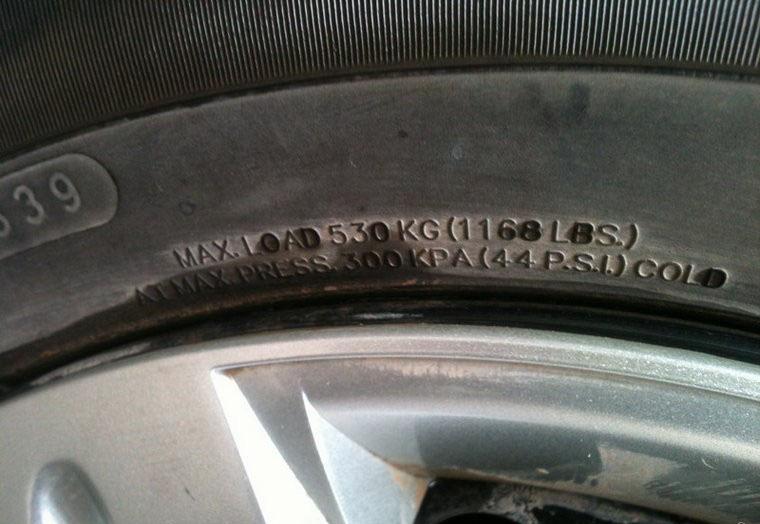 39
MAX. LOAD 530 KG (1168 LBS.)
AT MAX. PRESS. 300 KPA (44 P.S.I.) COLD